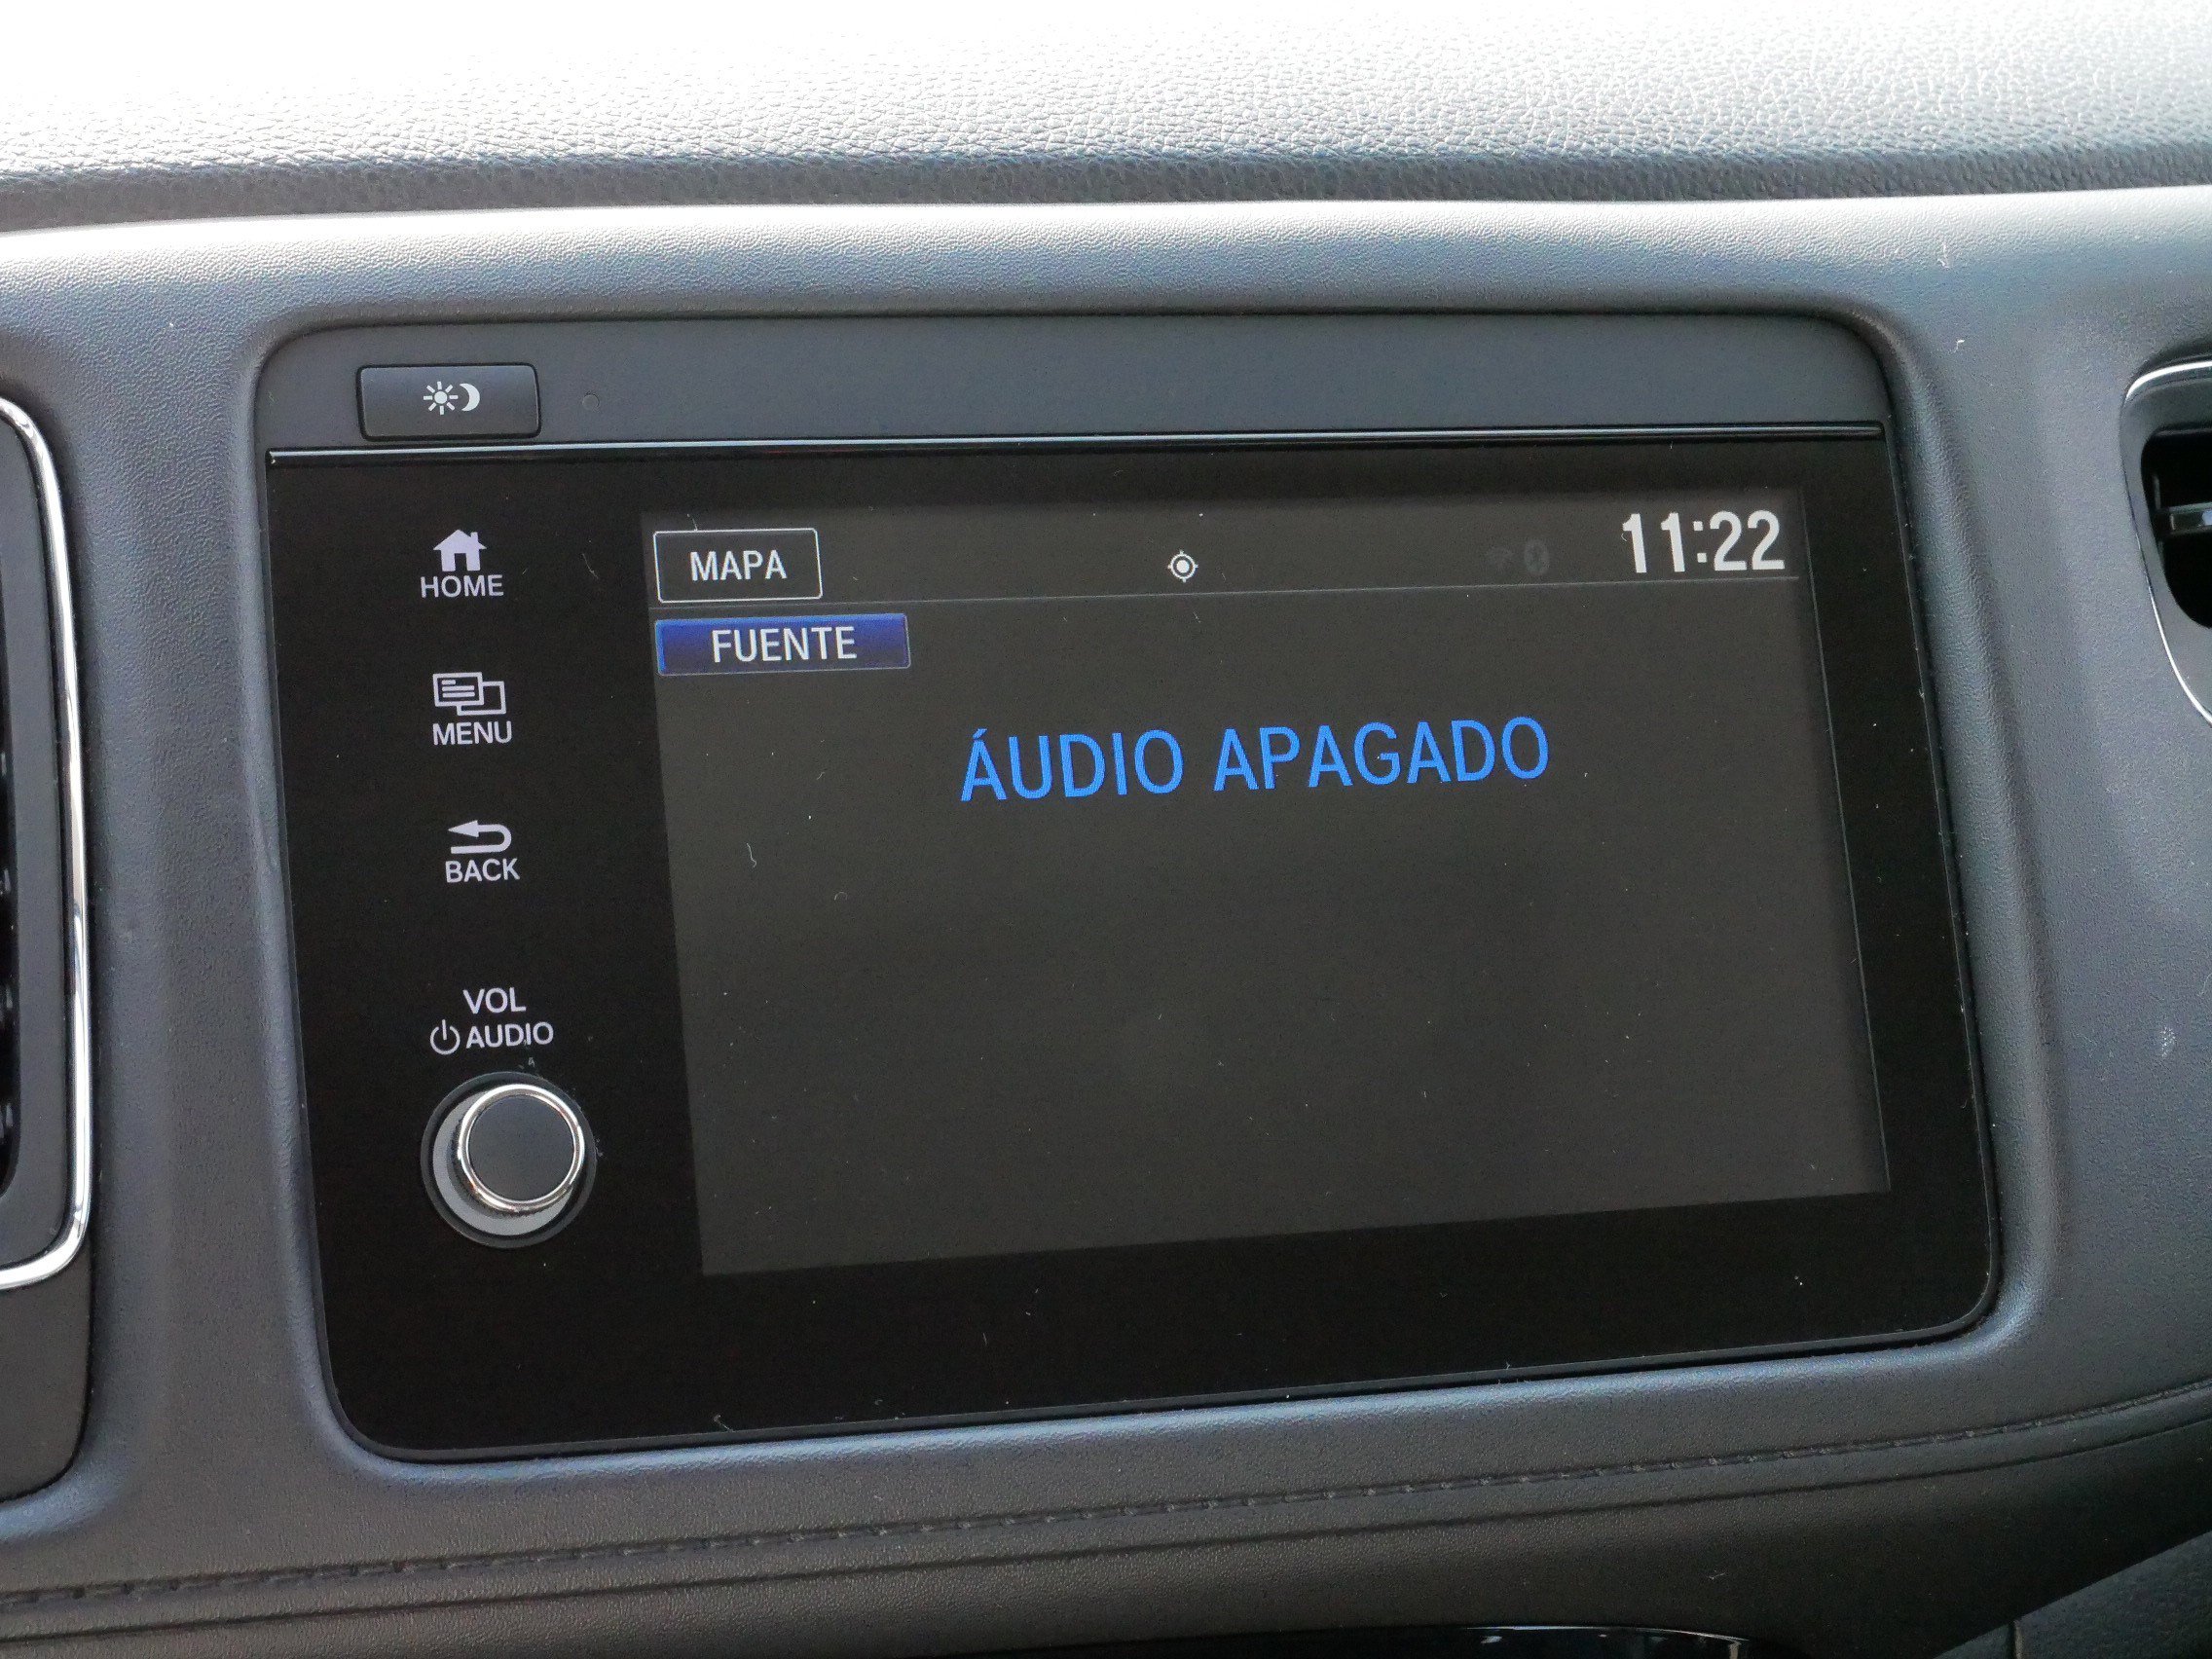 MAPA
11:22
FUENTE
ÁUDIO APAGADO
HOME
MENU
BACK
VOL
AUDIO